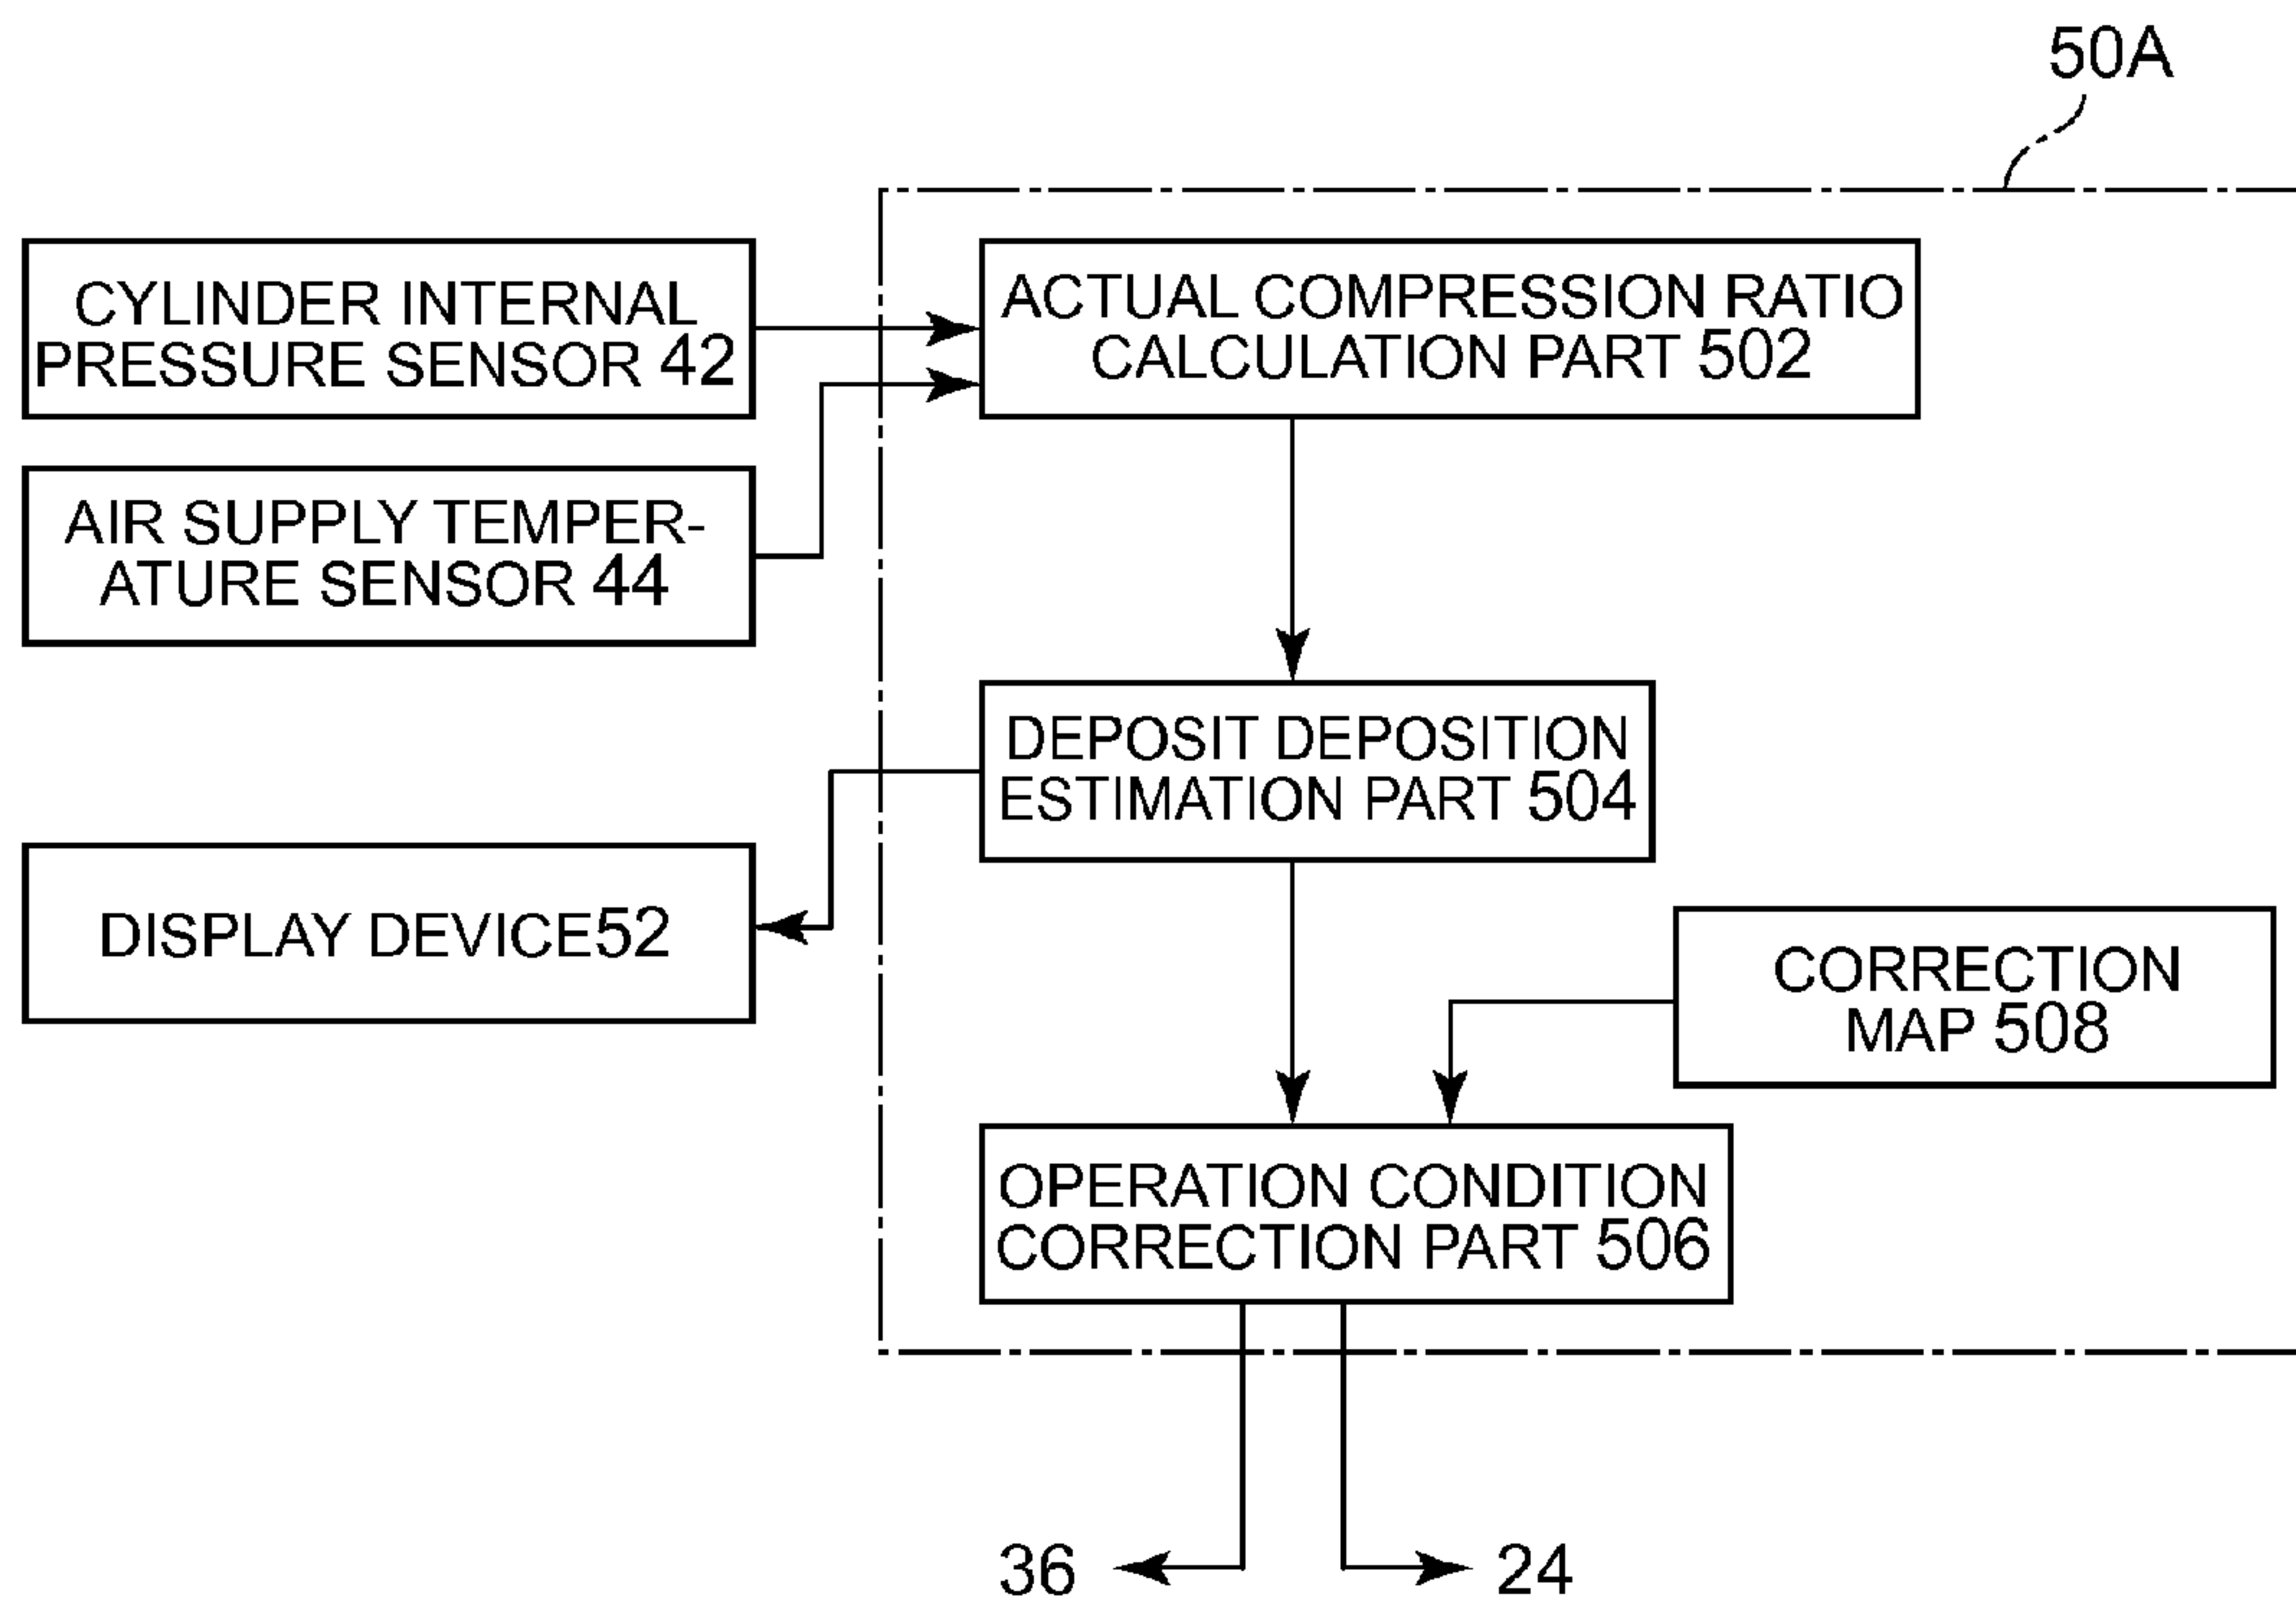 50A
CYLINDER INTERNAL
PRESSURE SENSOR 42
ACTUAL COMPRESSION RATIO
CALCULATION PART 502
AIR SUPPLY TEMPER-
ATURE SENSOR 44
DEPOSIT DEPOSITION
ESTIMATION PART 504
DISPLAY DEVICE52
CORRECTION
MAP 508
OPERATION CONDITION
CORRECTION PART 506
36
24